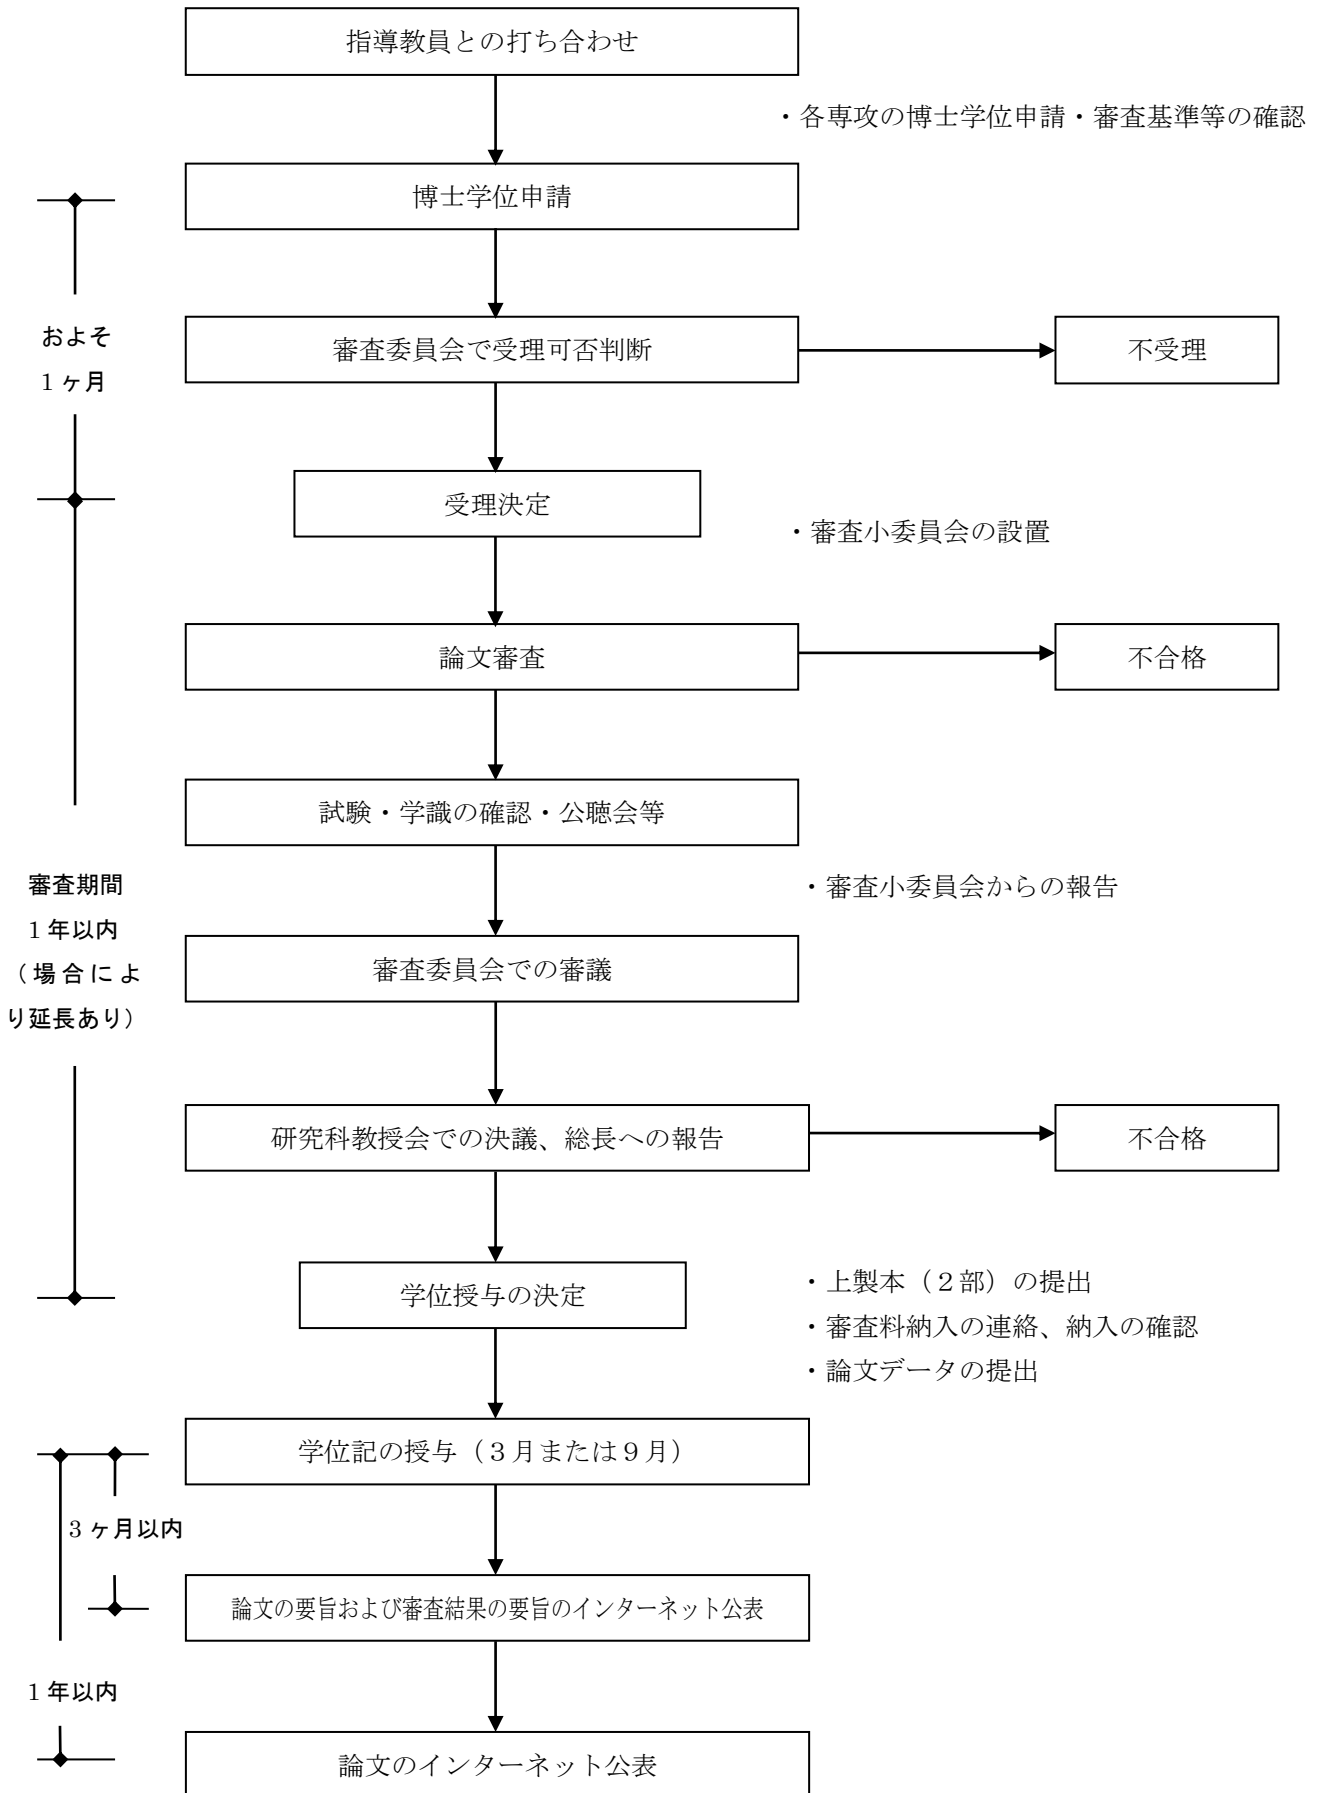 指導教員との打ち合わせ
・各専攻の博士学位申請・審査基準等の確認
博士学位申請
およそ
1ヶ月
審査委員会で受理可否判断
不受理
受理決定
・審査小委員会の設置
論文審査
不合格
試験・学識の確認・公聴会等
・審査小委員会からの報告
審査期間
1年以内
（場合によ
り延長あり）
審査委員会での審議
研究科教授会での決議、総長への報告
不合格
学位授与の決定
・上製本（２部）の提出
・審査料納入の連絡、納入の確認
・論文データの提出
学位記の授与（３月または９月）
3ヶ月以内
論文の要旨および審査結果の要旨のインターネット公表
1年以内
論文のインターネット公表